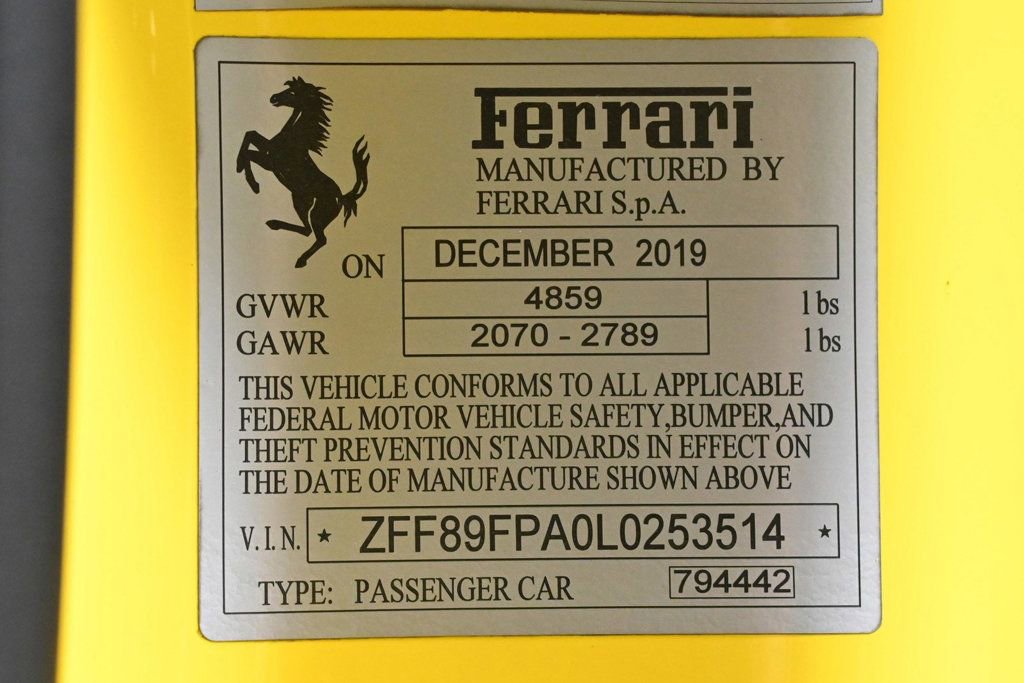 Ferrari
MANUFACTURED BY
FERRARI S.p.A.
ON DECEMBER 2019
GVWR 4859 lbs
GAWR 2070 - 2789 lbs
THIS VEHICLE CONFORMS TO ALL APPLICABLE
FEDERAL MOTOR VEHICLE SAFETY,BUMPER,AND
THEFT PREVENTION STANDARDS IN EFFECT ON
THE DATE OF MANUFACTURE SHOWN ABOVE
V.I.N. ★ ZFF89FPA0L0253514 ★
TYPE: PASSENGER CAR 794442